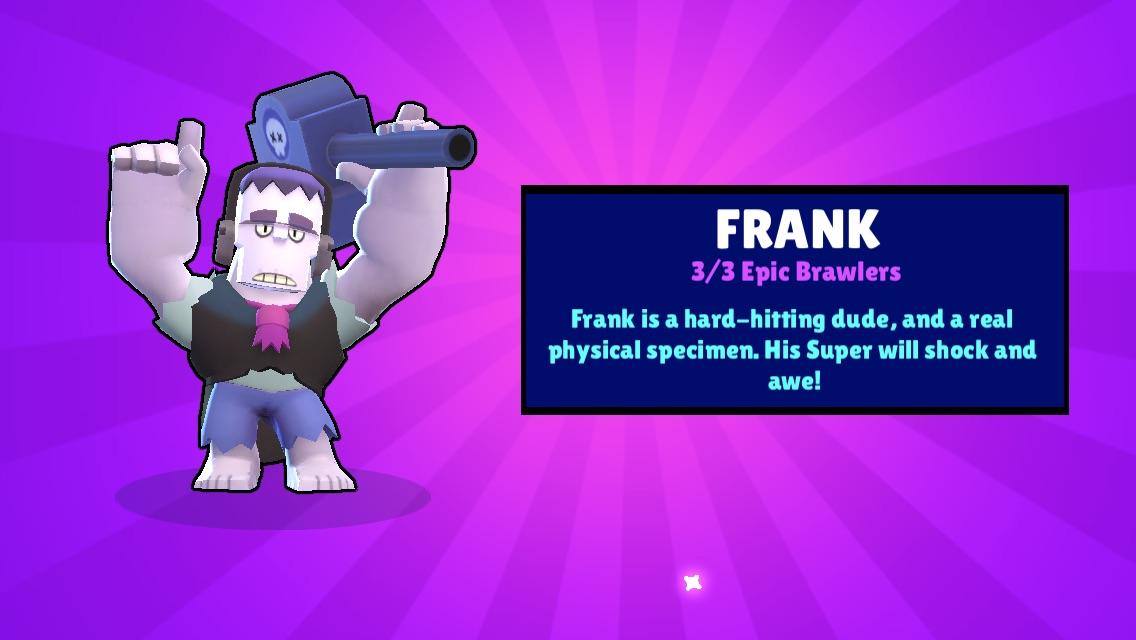 FRANK
3/3 Epic Brawlers
Frank is a hard-hitting dude, and a real
physical specimen. His Super will shock and
awe!